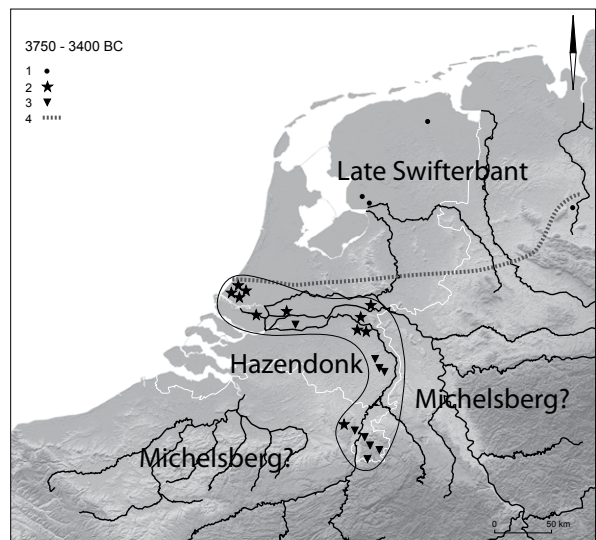 3750 - 3400 BC
1
2
3
4
Late Swifterbant
Hazendonk
Michelsberg?
Michelsberg?
0 50 km